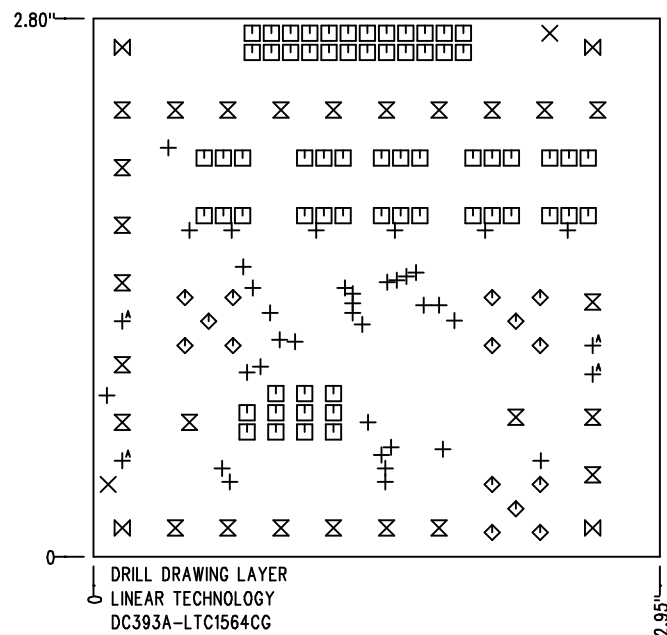 2.80"
A
A
A
A
0
DRILL DRAWING LAYER
LINEAR TECHNOLOGY
DC393A-LTC1564CG
2.95"